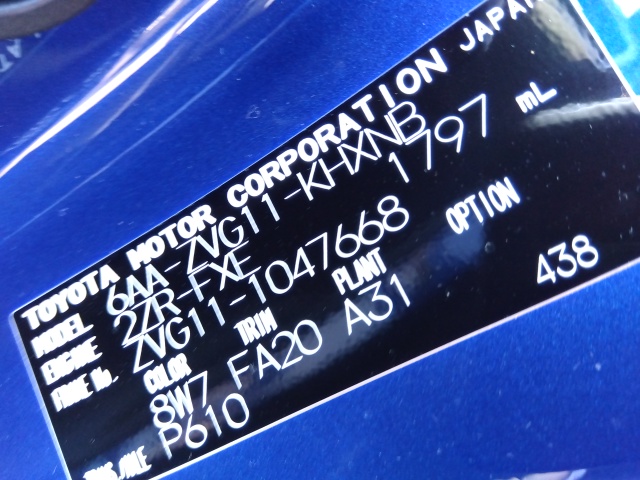 TOYOTA MOTOR CORPORATION JAPAN
MODEL 6AA-ZVG11-KHXNB
ENGINE 2ZR-FXE 1797 mL
FRAME No. ZVG11-1047668
COLOR TRIM PLANT OPTION
8W7 FA20 A31 438
P610